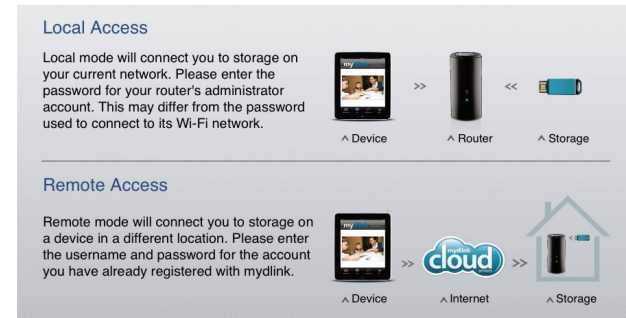 Local Access
Local mode will connect you to storage on
your current network. Please enter the
password for your router's administrator
account. This may differ from the password
used to connect to its Wi-Fi network.
my
>>
<<
^ Device
^ Router
^ Storage
Remote Access
Remote mode will connect you to storage on
a device in a different location. Please enter
the username and password for the account
you have already registered with mydlink.
my
>>
mydlink
cloud
services
>>
<
^ Device
^ Internet
^ Storage